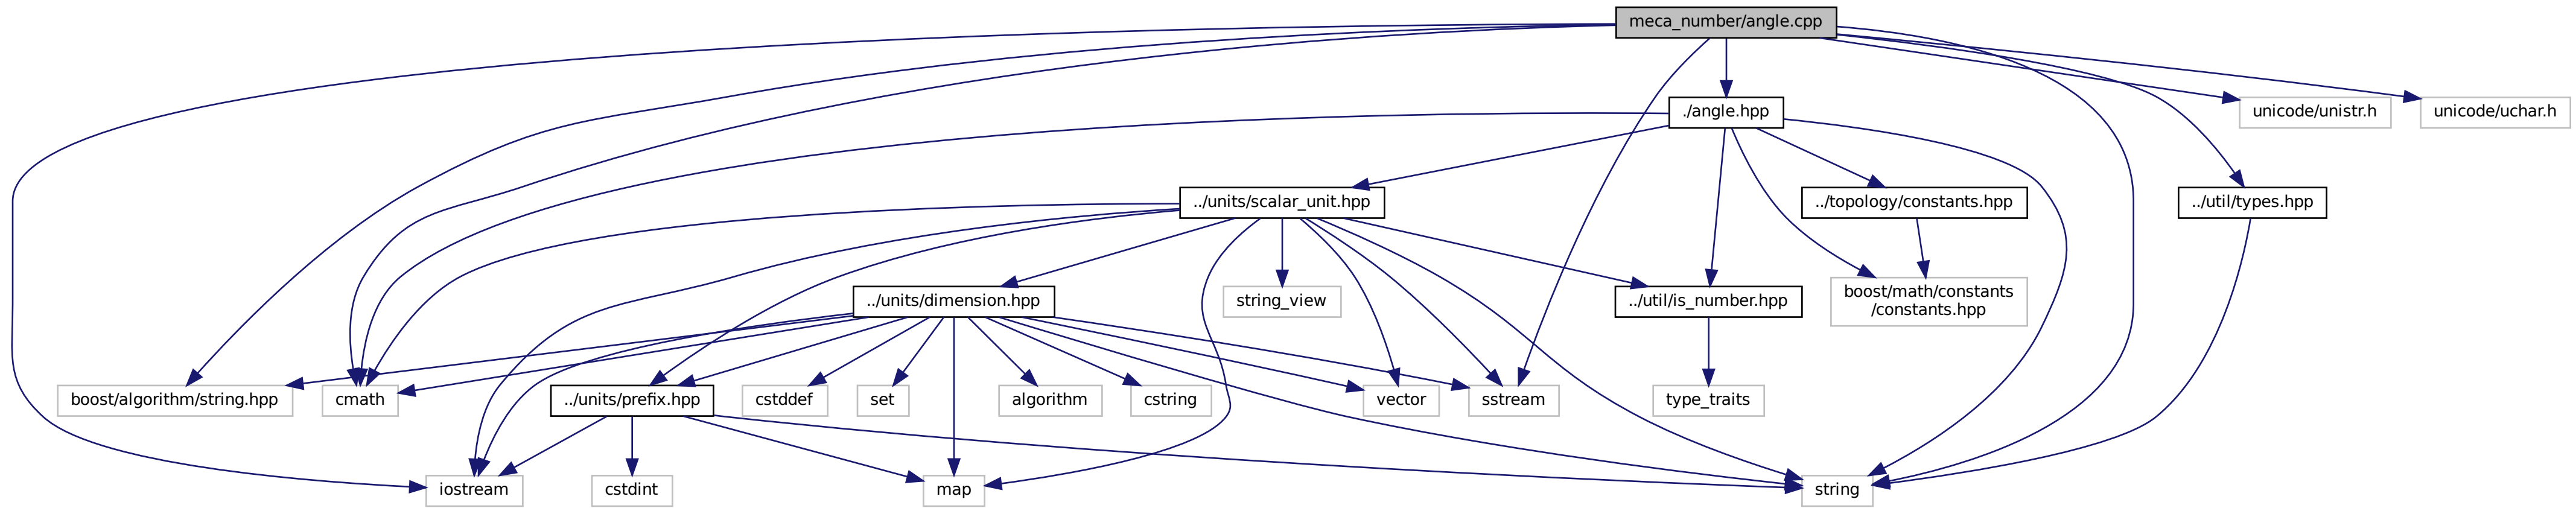 meca_number/angle.cpp
./angle.hpp
unicode/unistr.h
unicode/uchar.h
../units/scalar_unit.hpp
../topology/constants.hpp
../util/types.hpp
../units/dimension.hpp
string_view
../util/is_number.hpp
boost/math/constants
/constants.hpp
boost/algorithm/string.hpp
cmath
../units/prefix.hpp
cstddef
set
algorithm
cstring
vector
sstream
type_traits
iostream
cstdint
map
string